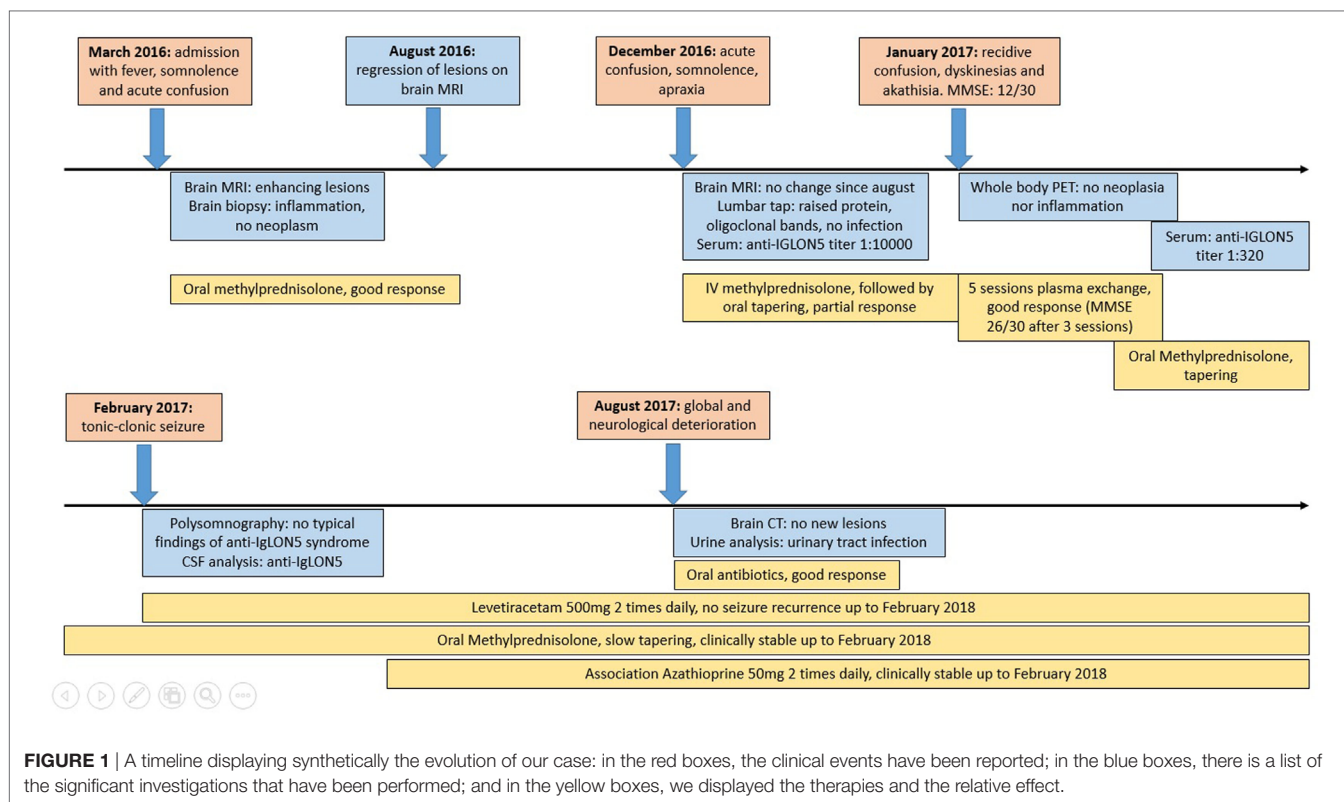 March 2016: admission
with fever, somnolence
and acute confusion
August 2016:
regression of lesions on
brain MRI
December 2016: acute
confusion, somnolence,
apraxia
January 2017: recidive
confusion, dyskinesias and
akathisia. MMSE: 12/30
Brain MRI: enhancing lesions
Brain biopsy: inflammation,
no neoplasm
Brain MRI: no change since august
Lumbar tap: raised protein,
oligoclonal bands, no infection
Serum: anti-IGLON5 titer 1:10000
Whole body PET: no neoplasia
nor inflammation
Serum: anti-IGLON5
titer 1:320
Oral methylprednisolone, good response
IV methylprednisolone, followed by
oral tapering, partial response
5 sessions plasma exchange,
good response (MMSE
26/30 after 3 sessions)
Oral Methylprednisolone,
tapering
February 2017:
tonic-clonic seizure
August 2017: global and
neurological deterioration
Polysomnography: no typical
findings of anti-IgLON5 syndrome
CSF analysis: anti-IgLON5
Brain CT: no new lesions
Urine analysis: urinary tract infection
Oral antibiotics, good response
Levetiracetam 500mg 2 times daily, no seizure recurrence up to February 2018
Oral Methylprednisolone, slow tapering, clinically stable up to February 2018
Association Azathioprine 50mg 2 times daily, clinically stable up to February 2018
FIGURE 1 | A timeline displaying synthetically the evolution of our case: in the red boxes, the clinical events have been reported; in the blue boxes, there is a list of
the significant investigations that have been performed; and in the yellow boxes, we displayed the therapies and the relative effect.